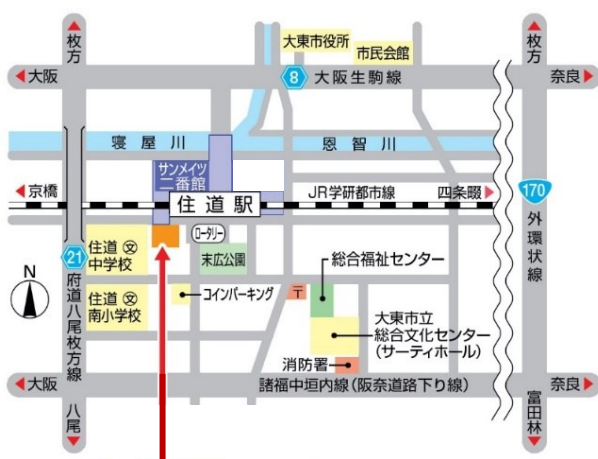 枚方
枚方
大東市役所
市民会館
大阪
8
大阪生駒線
奈良
寝屋川
恩智川
サンメイツ
二番館
京橋
住道駅
JR学研都市線
四条畷
170
外環状線
ロータリー
21
府道八尾枚方線
住道 文
中学校
末広公園
総合福祉センター
N
住道 文
南小学校
コインパーキング
〒
大東市立
総合文化センター
(サーティホール)
消防署
大阪
諸福中垣内線(阪奈道路下り線)
奈良
八尾
富田林